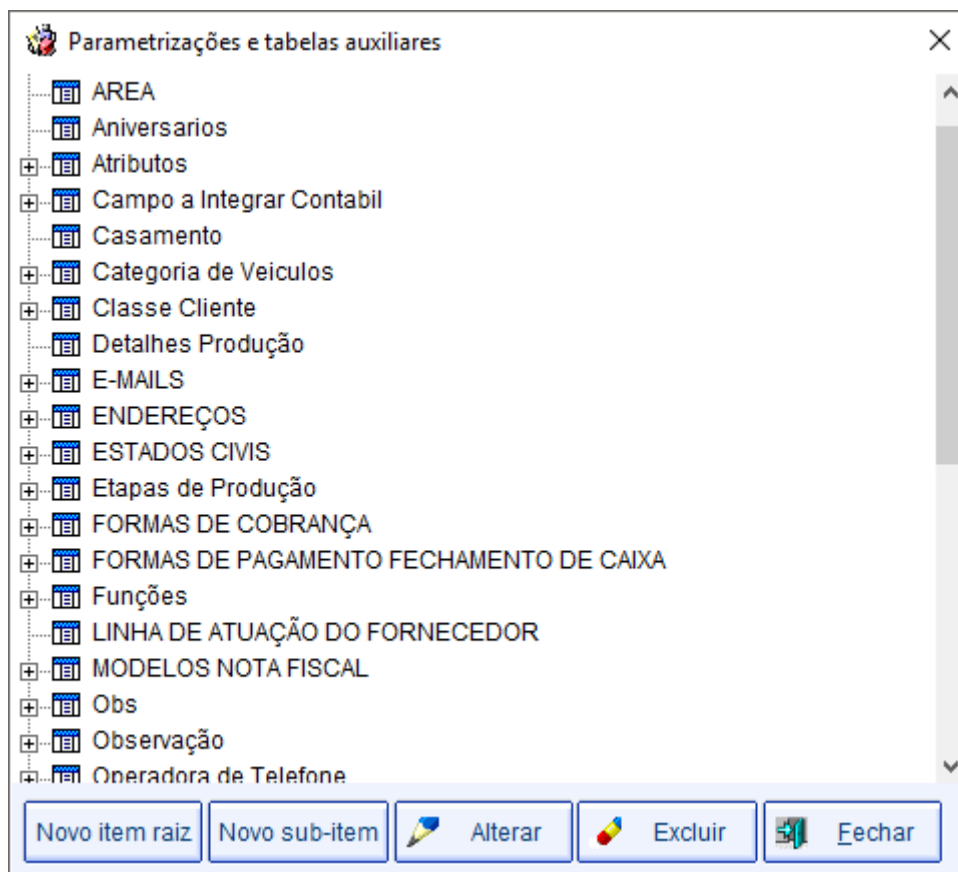 Parametrizações e tabelas auxiliares
AREA
Aniversarios
Atributos
Campo a Integrar Contabil
Casamento
Categoria de Veiculos
Classe Cliente
Detalhes Produção
E-MAILS
ENDEREÇOS
ESTADOS CIVIS
Etapas de Produção
FORMAS DE COBRANÇA
FORMAS DE PAGAMENTO FECHAMENTO DE CAIXA
Funções
LINHA DE ATUAÇÃO DO FORNECEDOR
MODELOS NOTA FISCAL
Obs
Observação
Operadora de Telefone
Novo item raiz Novo sub-item Alterar Excluir Fechar